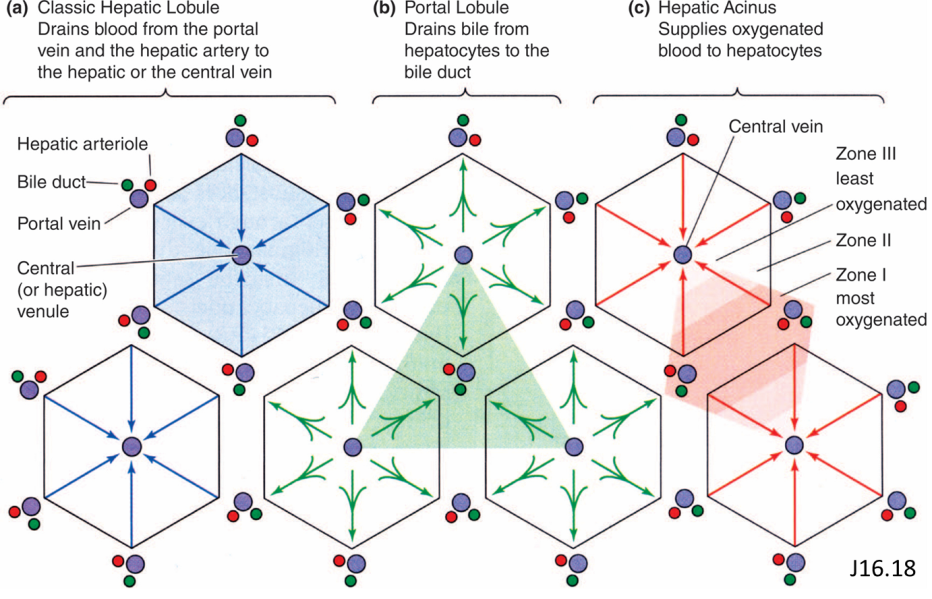 (a) Classic Hepatic Lobule
Drains blood from the portal
vein and the hepatic artery to
the hepatic or the central vein
(b) Portal Lobule
Drains bile from
hepatocytes to the
bile duct
(c) Hepatic Acinus
Supplies oxygenated
blood to hepatocytes
Hepatic arteriole
Bile duct
Portal vein
Central
(or hepatic)
venule
Central vein
Zone III
least
oxygenated
Zone II
Zone I
most
oxygenated
J16.18